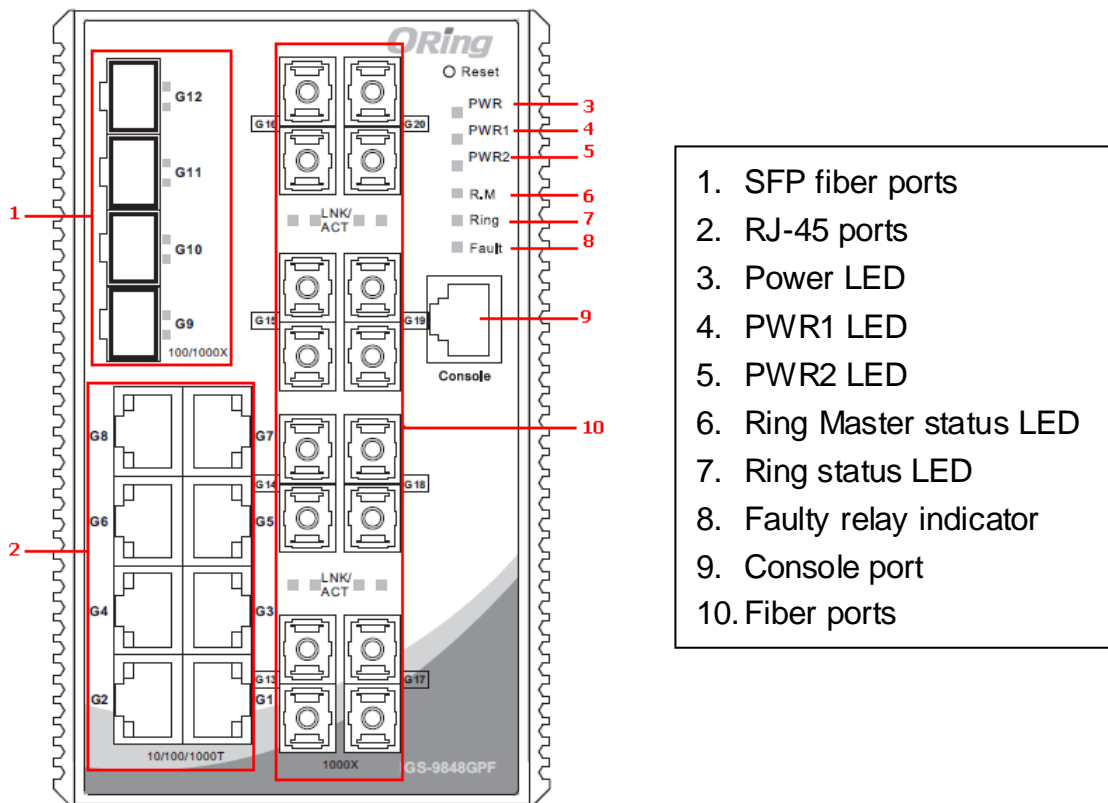 ORing
Reset
PWR
PWR1
PWR2
R.M
Ring
Fault
3
4
5
6
7
8
G12
G11
G10
G9
100/1000X
1
G16
G20
LNK/
ACT
G15
G19
9
Console
10
G8
G7
G14
G18
G6
G5
2
LNK/
ACT
G4
G3
G13
G17
G2
G1
10/100/1000T
1000X
IGS-9848GPF
1. SFP fiber ports
2. RJ-45 ports
3. Power LED
4. PWR1 LED
5. PWR2 LED
6. Ring Master status LED
7. Ring status LED
8. Faulty relay indicator
9. Console port
10. Fiber ports